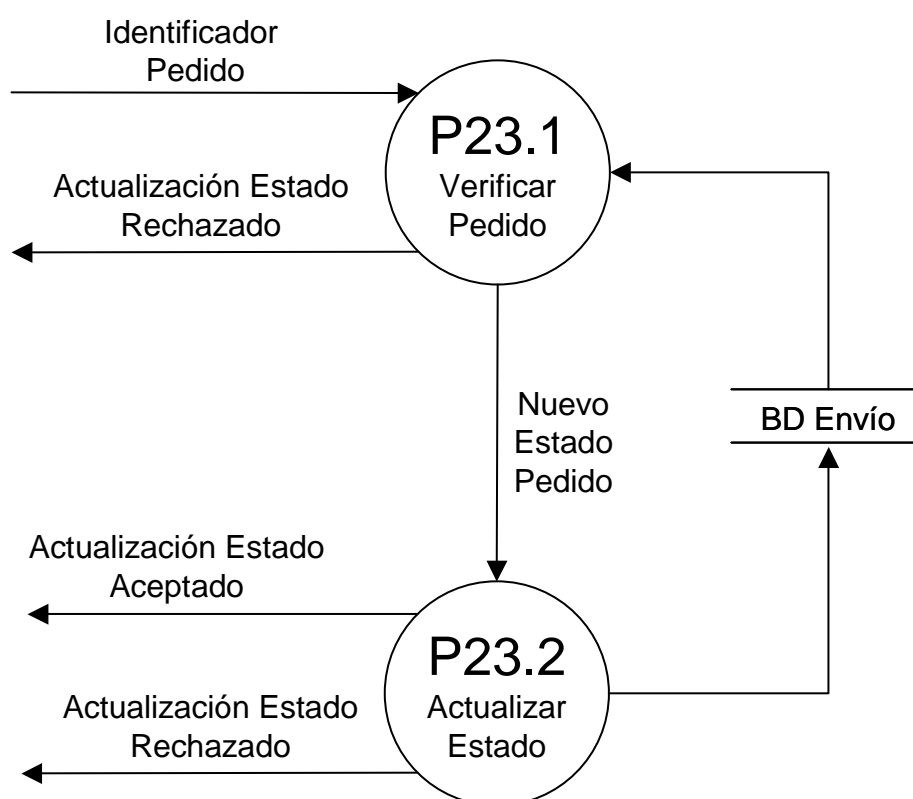 Identificador
Pedido
P23.1
Verificar
Pedido
Actualización Estado
Rechazado
Nuevo
Estado
Pedido
BD Envío
Actualización Estado
Aceptado
P23.2
Actualizar
Estado
Actualización Estado
Rechazado